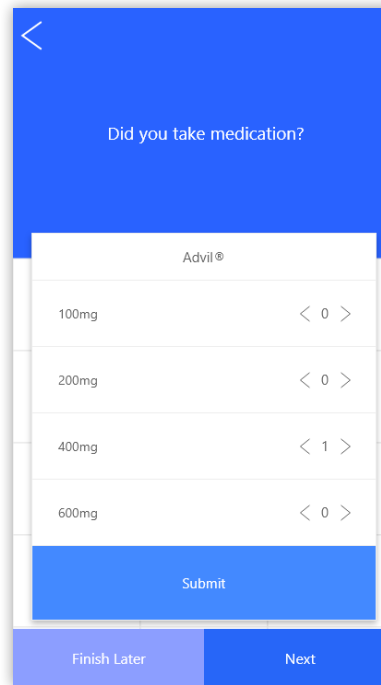 Did you take medication?
Advil®
100mg 0
200mg 0
400mg 1
600mg 0
Submit
Finish Later Next